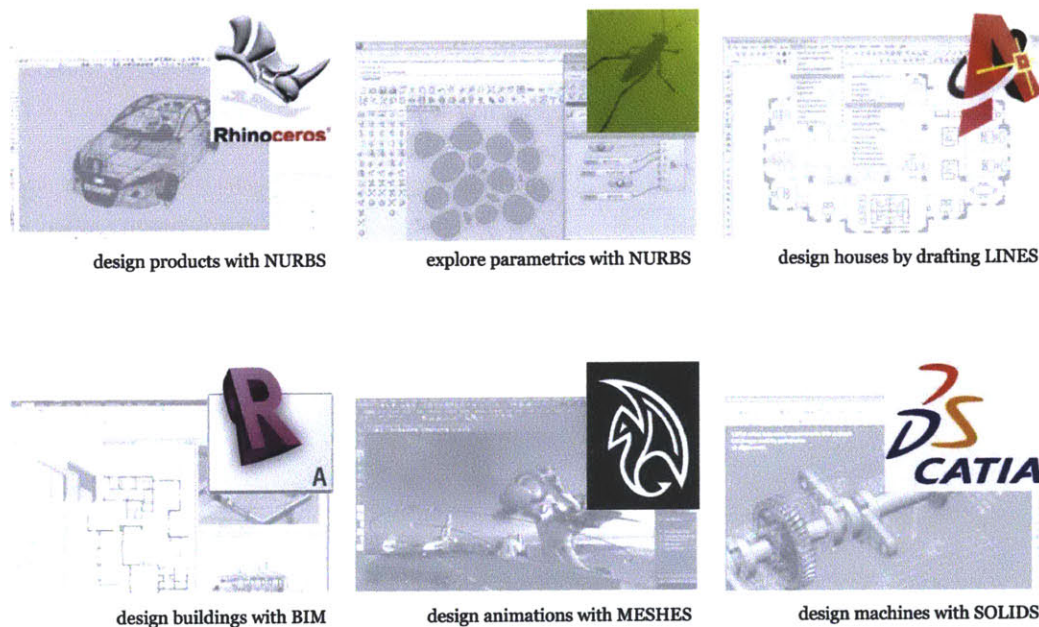 Rhinoceros®
design products with NURBS
explore parametrics with NURBS
design houses by drafting LINES
R
A
DS
CATIA
design buildings with BIM
design animations with MESHES
design machines with SOLIDS